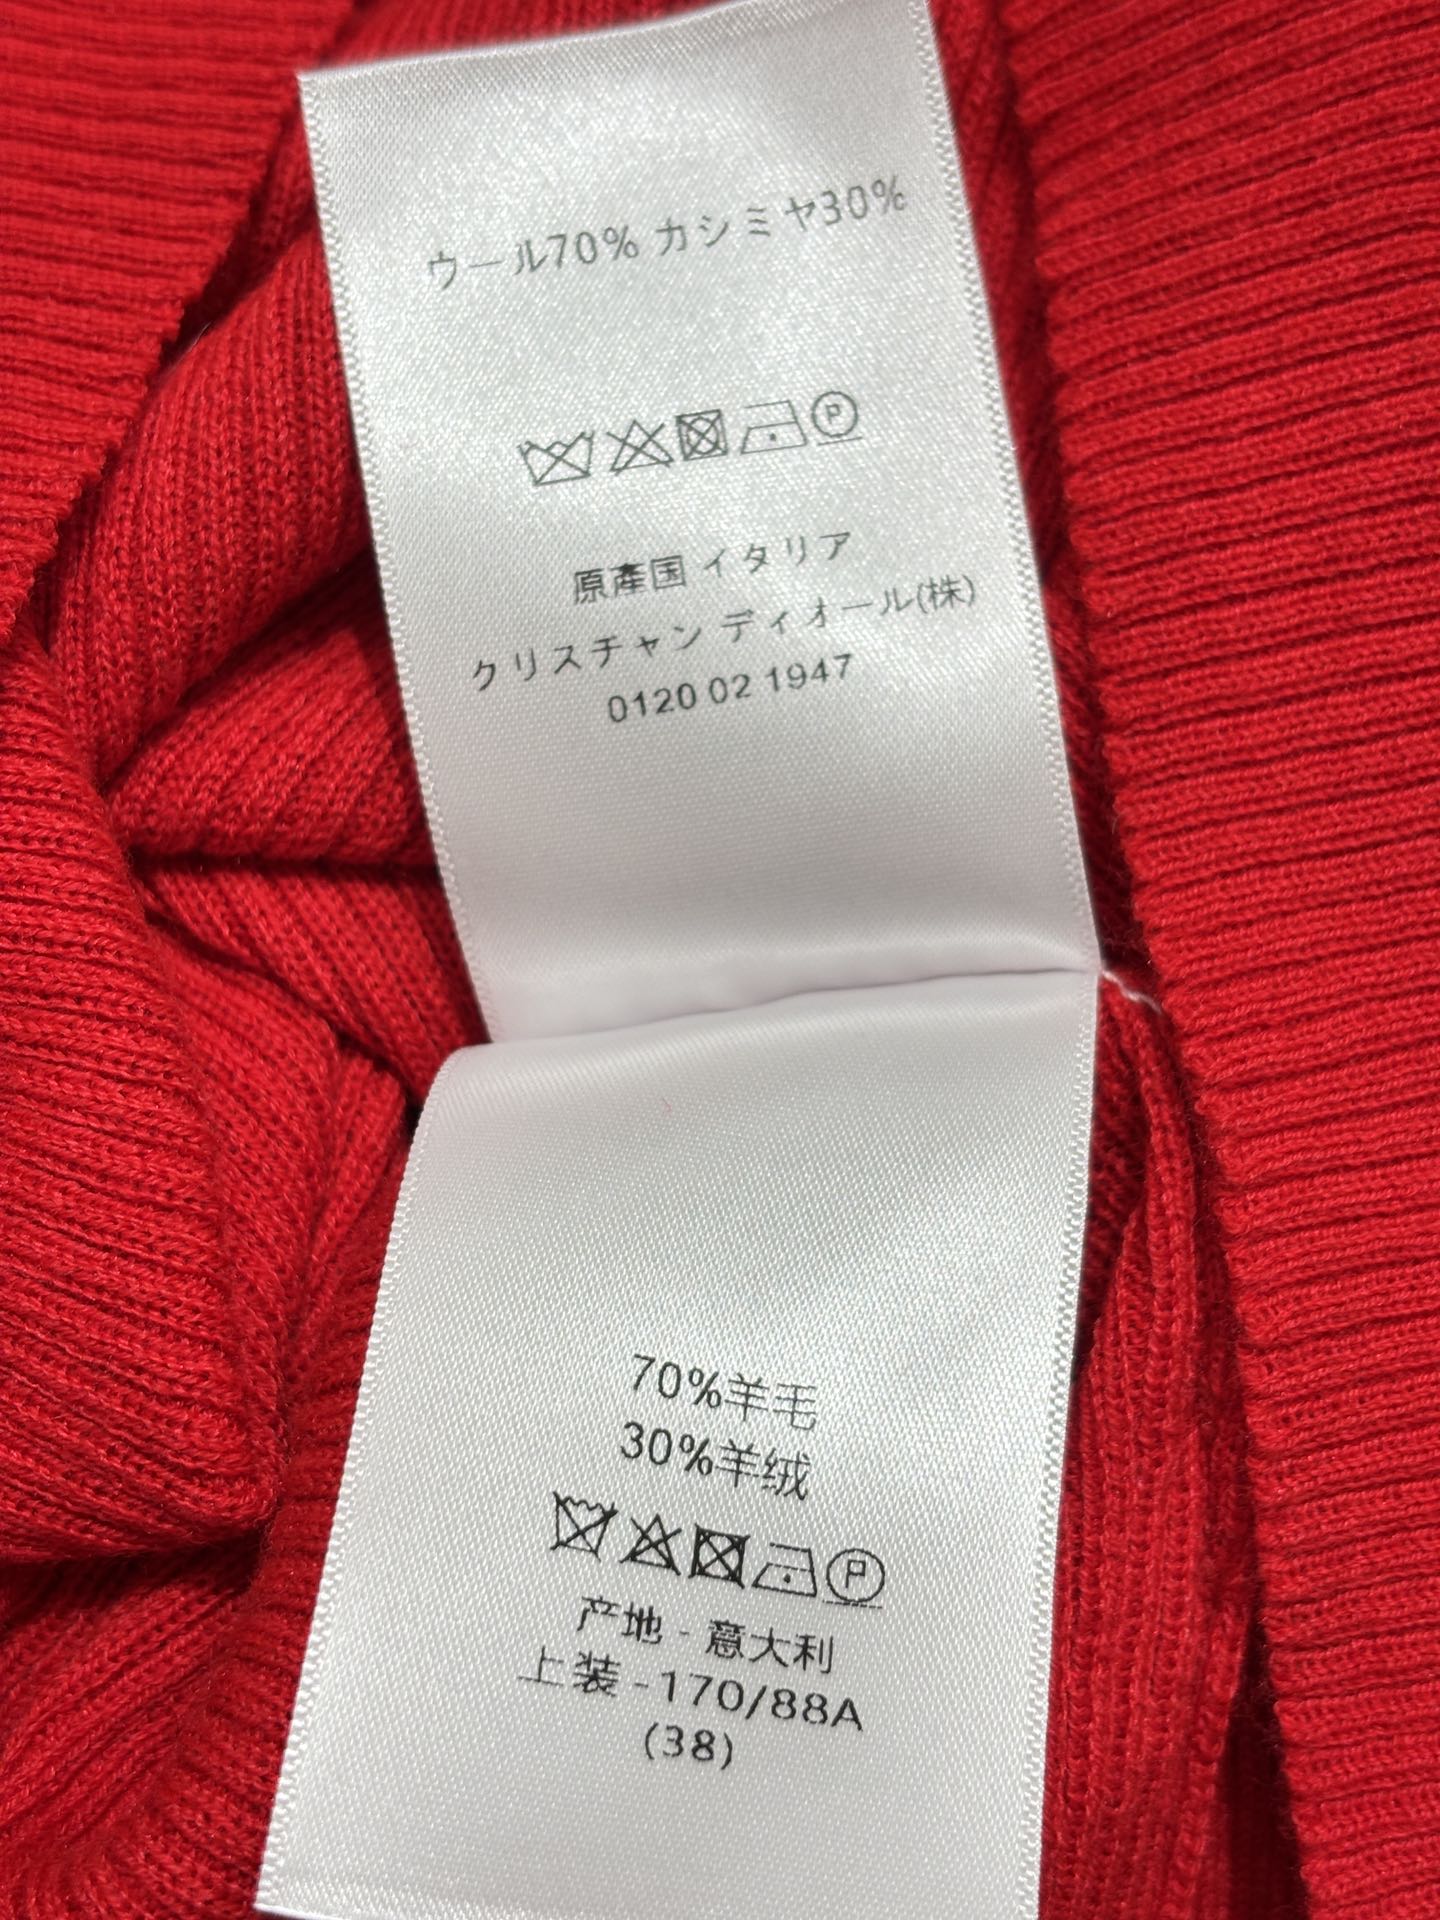 ウール70% カシミヤ30%
P
原産国 イタリア
クリスチャン ディオール(株)
0120 02 1947
70%羊毛
30%羊绒
P
产地 - 意大利
上装 -170/88A
(38)